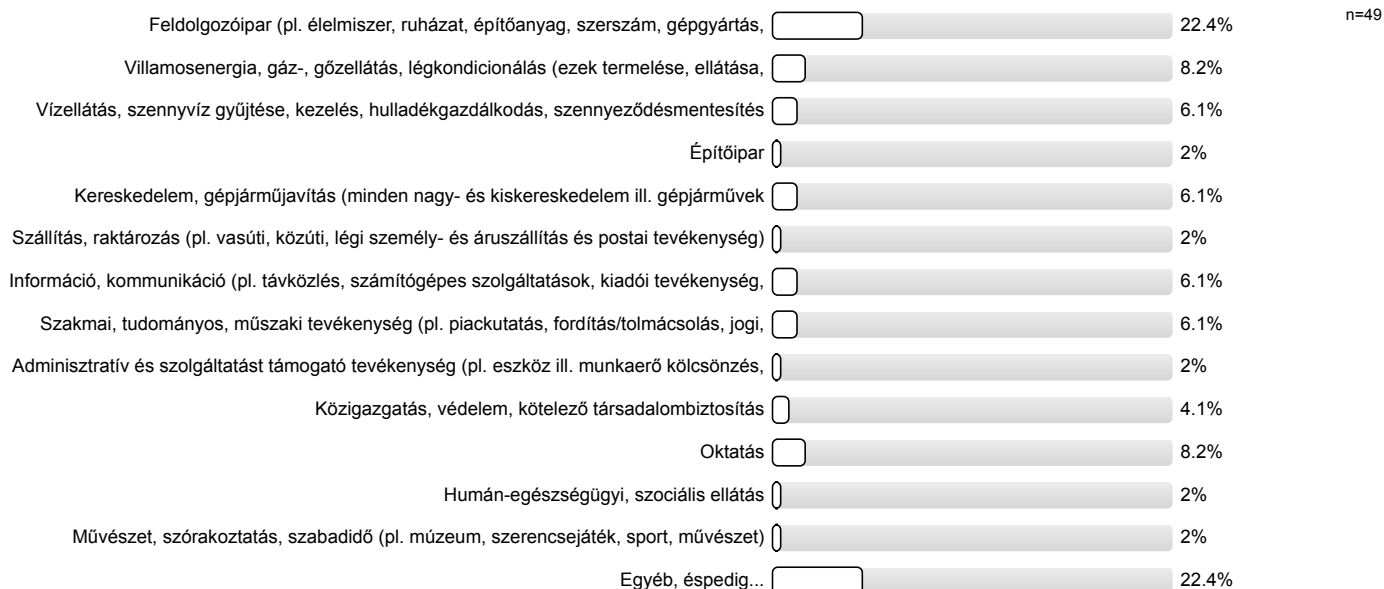 Feldolgozóipar (pl. élelmiszer, ruházat, építőanyag, szerszám, gépgyártás, 22.4% n=49
Villamosenergia, gáz-, gőzellátás, légkondicionálás (ezek termelése, ellátása, 8.2%
Vízellátás, szennyvíz gyűjtése, kezelés, hulladékgazdálkodás, szennyeződésmentesítés 6.1%
Építőipar 2%
Kereskedelem, gépjárműjavítás (minden nagy- és kiskereskedelem ill. gépjárművek 6.1%
Szállítás, raktározás (pl. vasúti, közúti, légi személy- és áruszállítás és postai tevékenység) 2%
Információ, kommunikáció (pl. távközlés, számítógépes szolgáltatások, kiadói tevékenység, 6.1%
Szakmai, tudományos, műszaki tevékenység (pl. piackutatás, fordítás/tolmácsolás, jogi, 6.1%
Adminisztratív és szolgáltatást támogató tevékenység (pl. eszköz ill. munkaerő kölcsönzés, 2%
Közigazgatás, védelem, kötelező társadalombiztosítás 4.1%
Oktatás 8.2%
Humán-egészségügyi, szociális ellátás 2%
Művészet, szórakoztatás, szabadidő (pl. múzeum, szerencsejáték, sport, művészet) 2%
Egyéb, éspedig... 22.4%